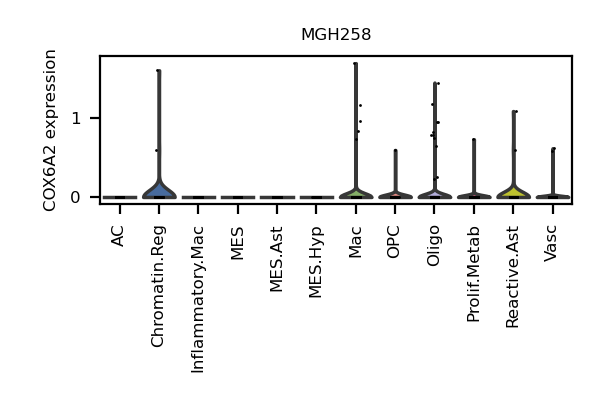 MGH258
COX6A2 expression
1
0
AC
Chromatin.Reg
Inflammatory.Mac
MES
MES.Ast
MES.Hyp
Mac
OPC
Oligo
Prolif.Metab
Reactive.Ast
Vasc